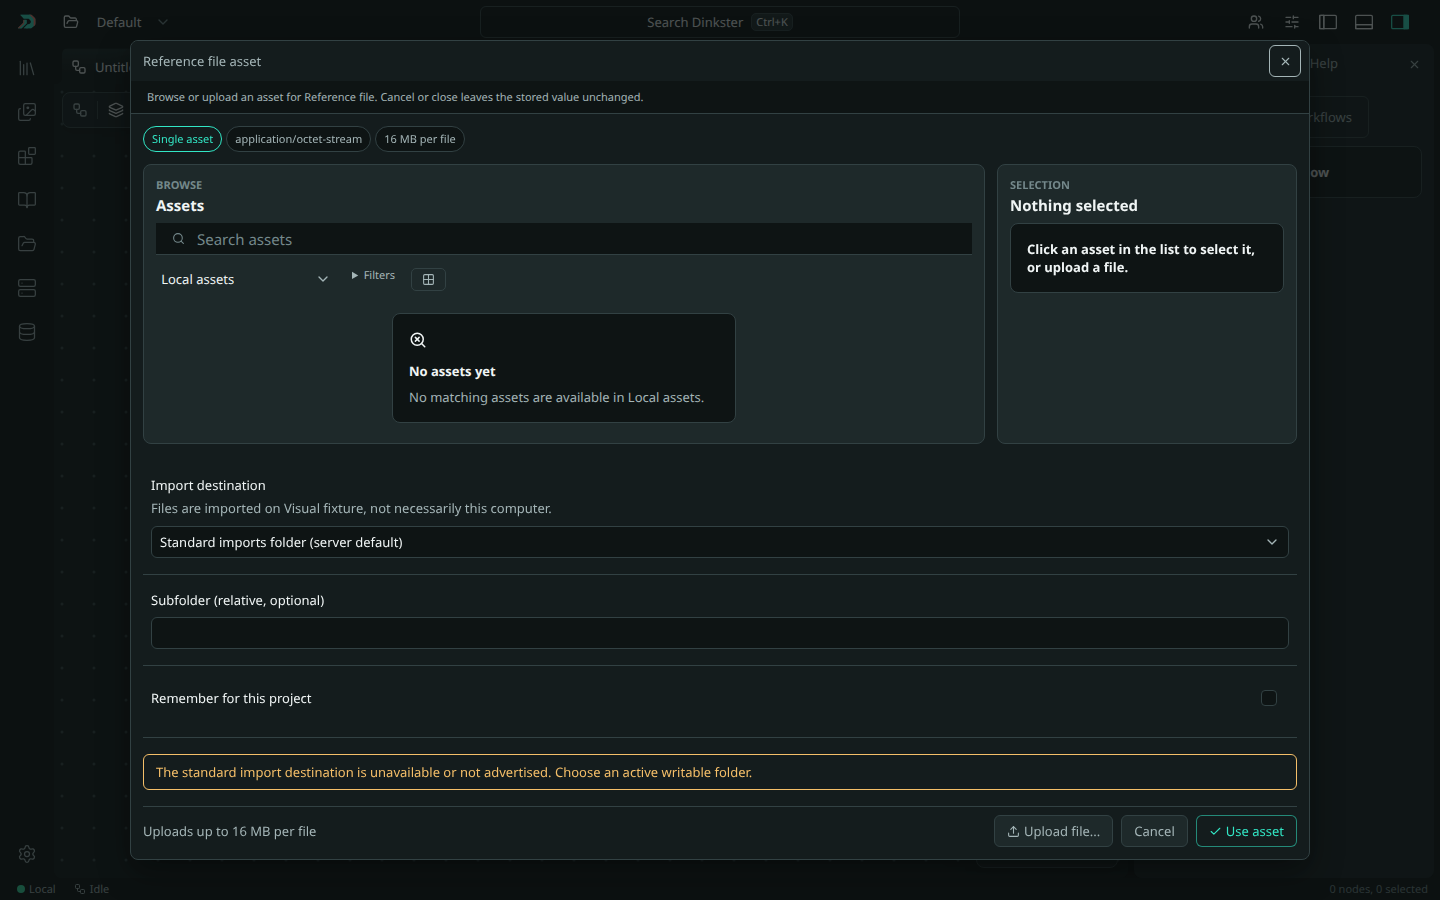 Default
Search Dinkster Ctrl+K
Reference file asset
Browse or upload an asset for Reference file. Cancel or close leaves the stored value unchanged.
Single asset application/octet-stream 16 MB per file
BROWSE
Assets
Search assets
Local assets Filters
No assets yet
No matching assets are available in Local assets.
SELECTION
Nothing selected
Click an asset in the list to select it,
or upload a file.
Import destination
Files are imported on Visual fixture, not necessarily this computer.
Standard imports folder (server default)
Subfolder (relative, optional)
Remember for this project
The standard import destination is unavailable or not advertised. Choose an active writable folder.
Uploads up to 16 MB per file
Upload file... Cancel Use asset
Untitl
Help
rkflows
ow
Local Idle
0 nodes, 0 selected